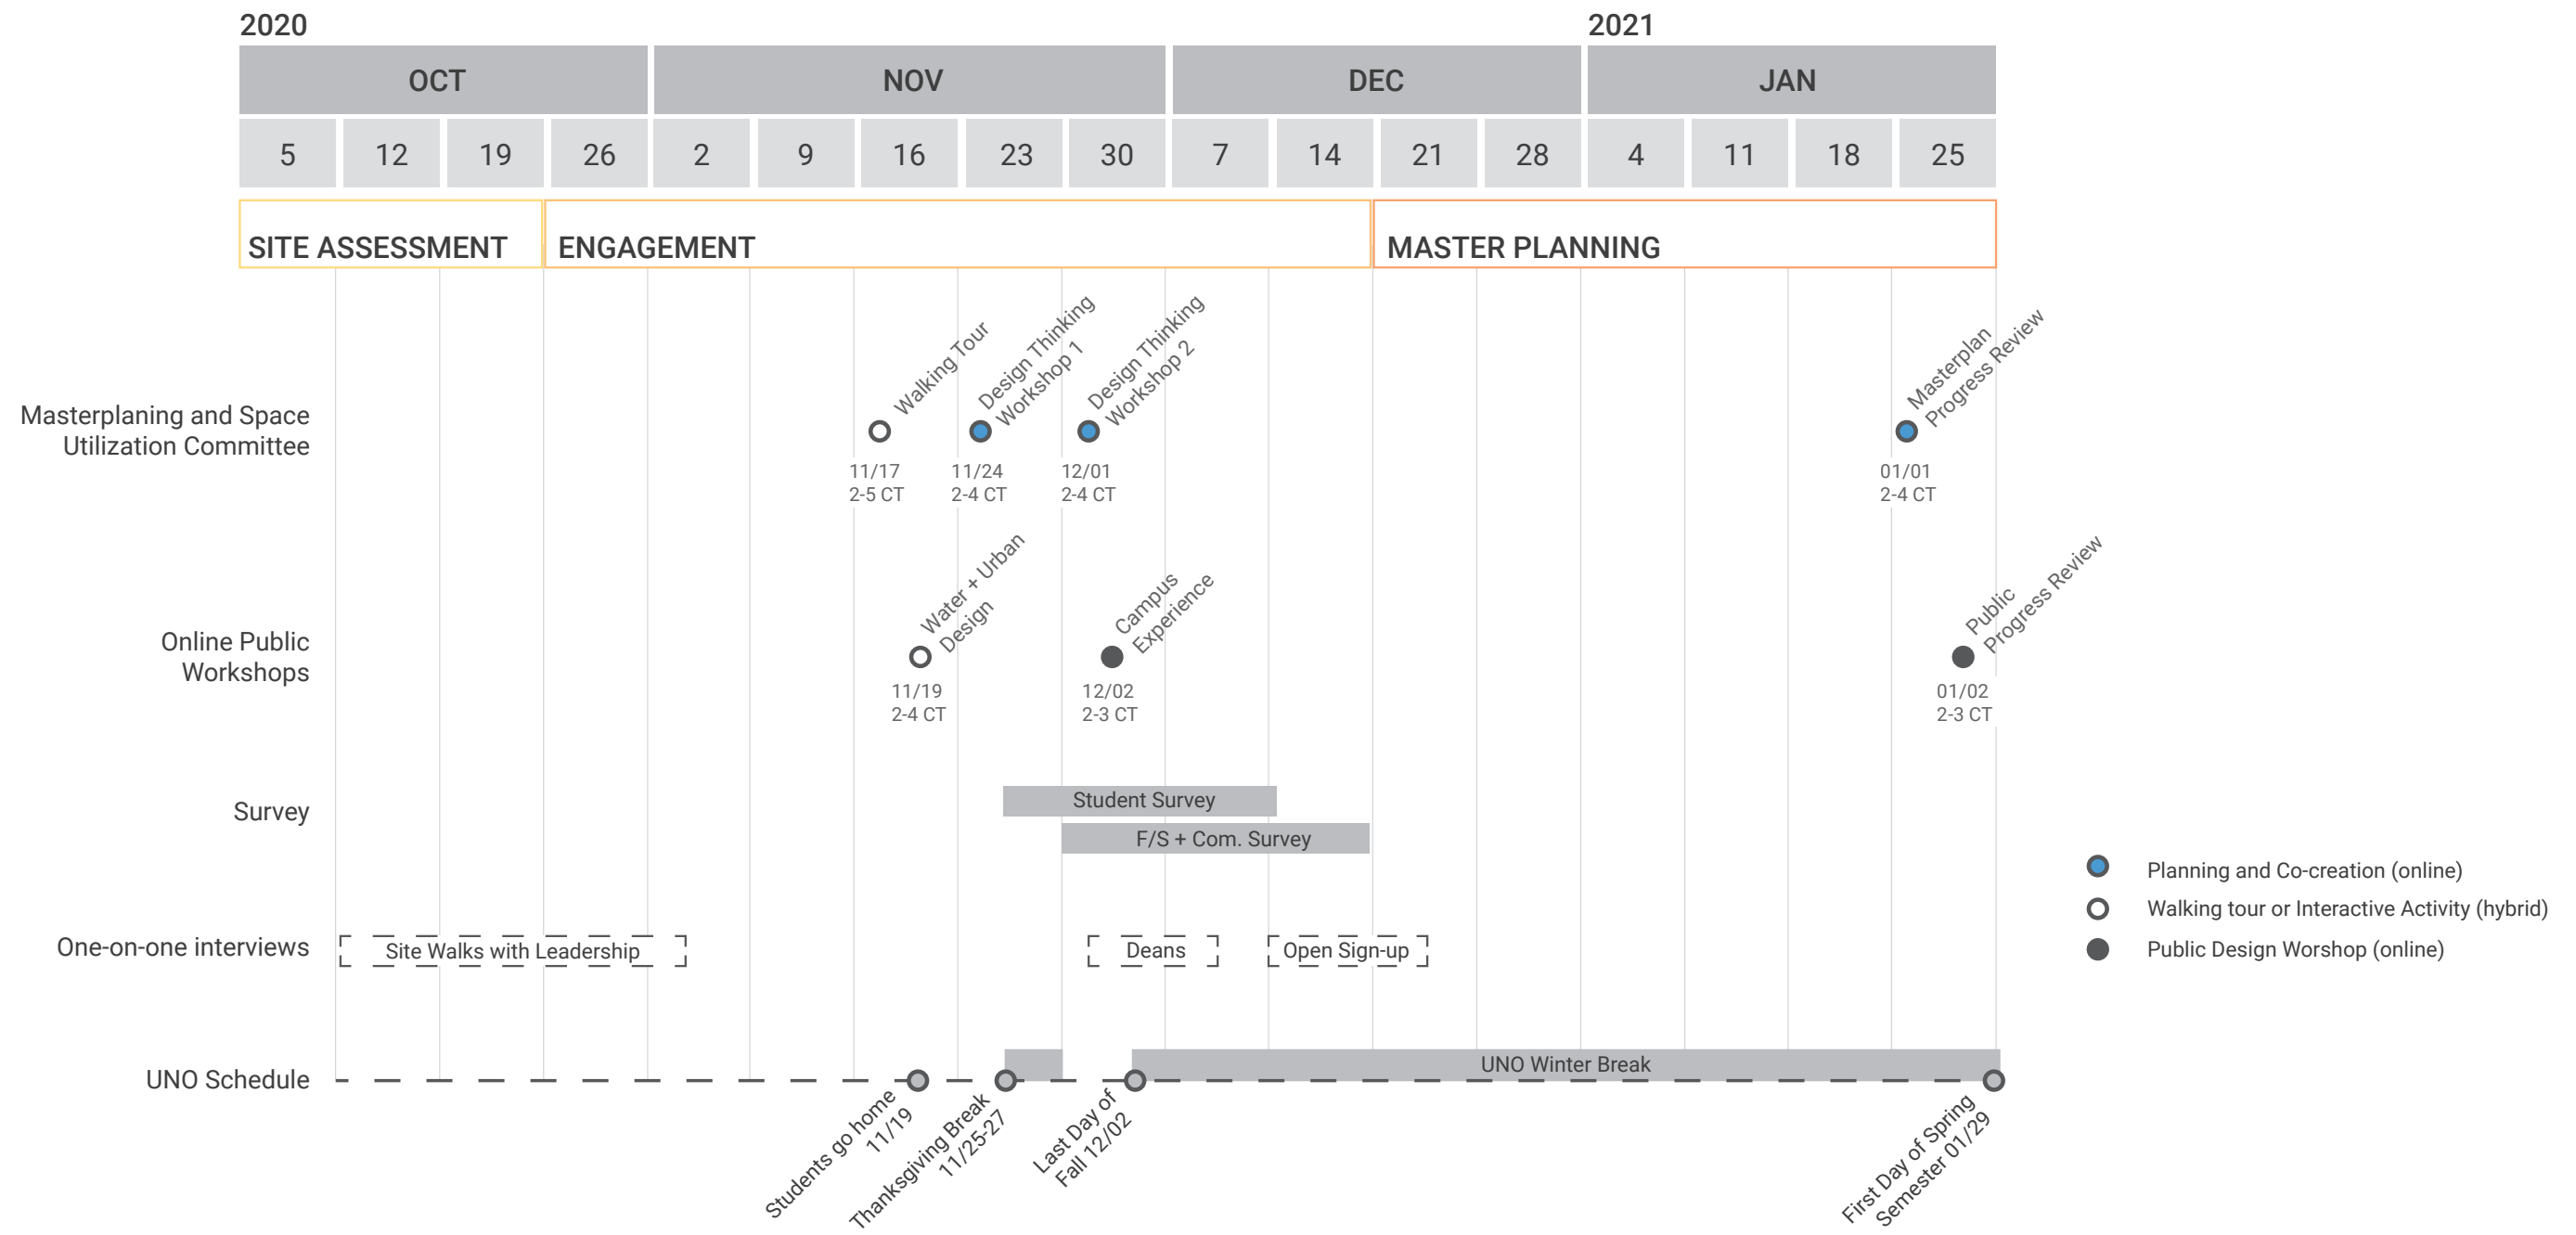 2020
2021
OCT
NOV
DEC
JAN
5
12
19
26
2
9
16
23
30
7
14
21
28
4
11
18
25
SITE ASSESSMENT
ENGAGEMENT
MASTER PLANNING
Masterplaning and Space
Utilization Committee
Walking Tour
11/17
2-5 CT
Design Thinking
Workshop 1
11/24
2-4 CT
Design Thinking
Workshop 2
12/01
2-4 CT
Masterplan
Progress Review
01/01
2-4 CT
Online Public
Workshops
Water + Urban
Design
11/19
2-4 CT
Campus
Experience
12/02
2-3 CT
Public
Progress Review
01/02
2-3 CT
Survey
Student Survey
F/S + Com. Survey
One-on-one interviews
Site Walks with Leadership
Deans
Open Sign-up
Planning and Co-creation (online)
Walking tour or Interactive Activity (hybrid)
Public Design Worshop (online)
UNO Schedule
UNO Winter Break
Students go home
11/19
Thanksgiving Break
11/25-27
Last Day of
Fall 12/02
First Day of Spring
Semester 01/29